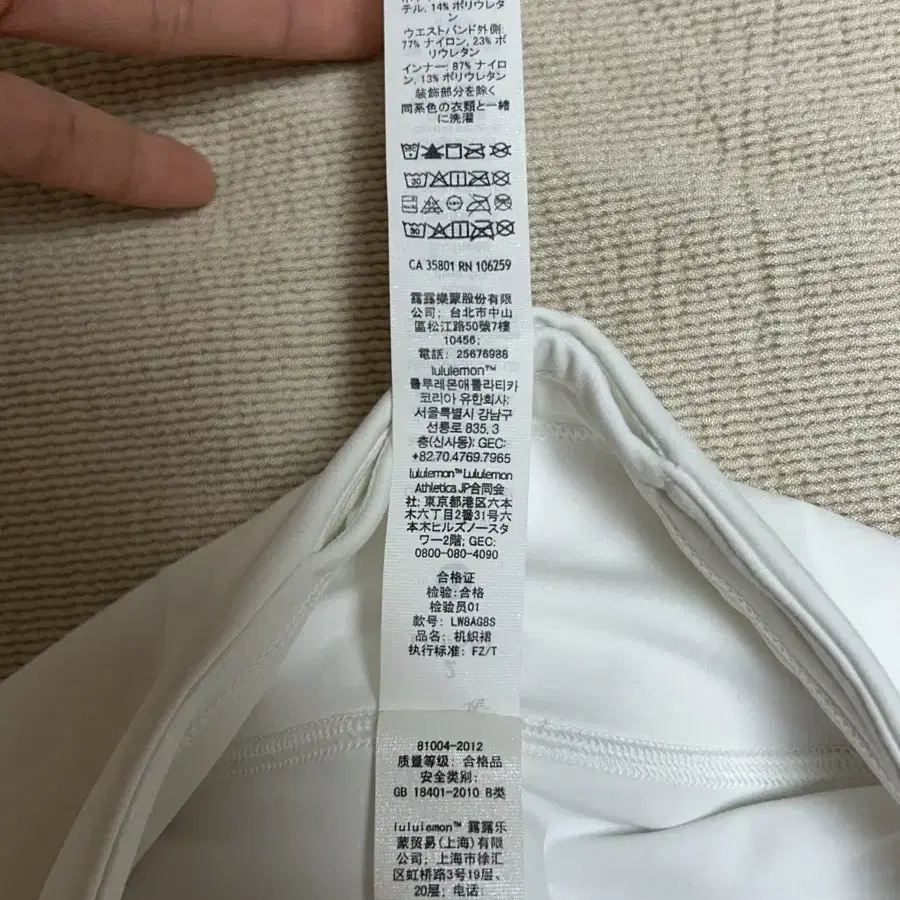 テル, 14% ポリウレタ
ン
ウエストバンド外側:
77% ナイロン, 23% ポ
リウレタン
インナー: 87% ナイロ
ン, 13% ポリウレタン
装飾部分を除く
同系色の衣類と一緒
に洗濯
CA 35801 RN 106259
露露樂蒙股份有限
公司; 台北市中山
區松江路50號7樓
10456;
電話: 25676988
lululemon™
룰루레몬애틀라티카
코리아 유한회사:
서울특별시 강남구
선릉로 835, 3
층(신사동); GEC:
+82.70.4769.7965
lululemon™ Lululemon
Athletica JP合同会
社: 東京都港区六本
木六丁目2番31号六
本木ヒルズノースタ
ワー2階; GEC:
0800-080-4090
合格证
检验:合格
检验员01
款号: LW8AG8S
品名: 机织裙
执行标准: FZ/T
81004-2012
质量等级: 合格品
安全类别:
GB 18401-2010 B类
lululemon™ 露露乐
蒙贸易(上海)有限
公司; 上海市徐汇
区虹桥路3号19层、
20层; 电话: